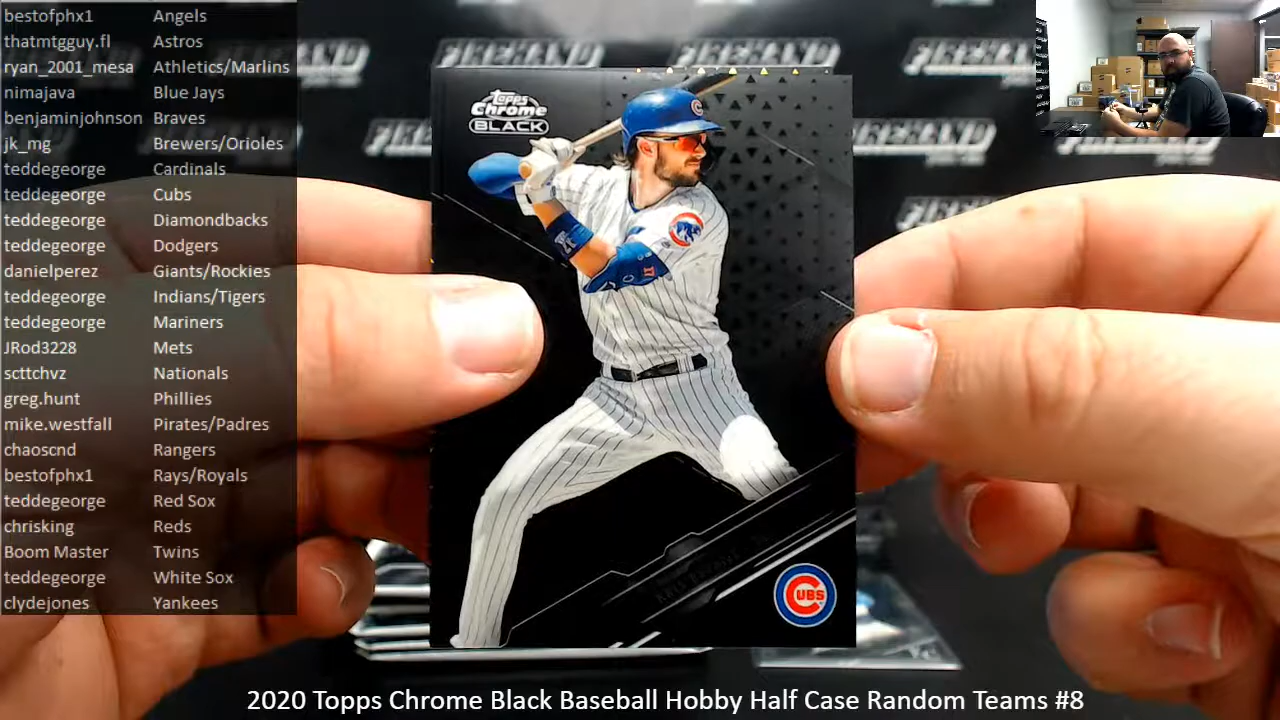 bestofphx1 Angels
thatmtgguy.fl Astros
ryan_2001_mesa Athletics/Marlins
nimajava Blue Jays
benjaminjohnson Braves
jk_mg Brewers/Orioles
teddegeorge Cardinals
teddegeorge Cubs
teddegeorge Diamondbacks
teddegeorge Dodgers
danielperez Giants/Rockies
teddegeorge Indians/Tigers
teddegeorge Mariners
JRod3228 Mets
scttchvz Nationals
greg.hunt Phillies
mike.westfall Pirates/Padres
chaoscnd Rangers
bestofphx1 Rays/Royals
teddegeorge Red Sox
chrisking Reds
Boom Master Twins
teddegeorge White Sox
clydejones Yankees
FIREHAND FIREHAND FIREHAND
Topps
Chrome
BLACK
CUBS
2020 Topps Chrome Black Baseball Hobby Half Case Random Teams #8